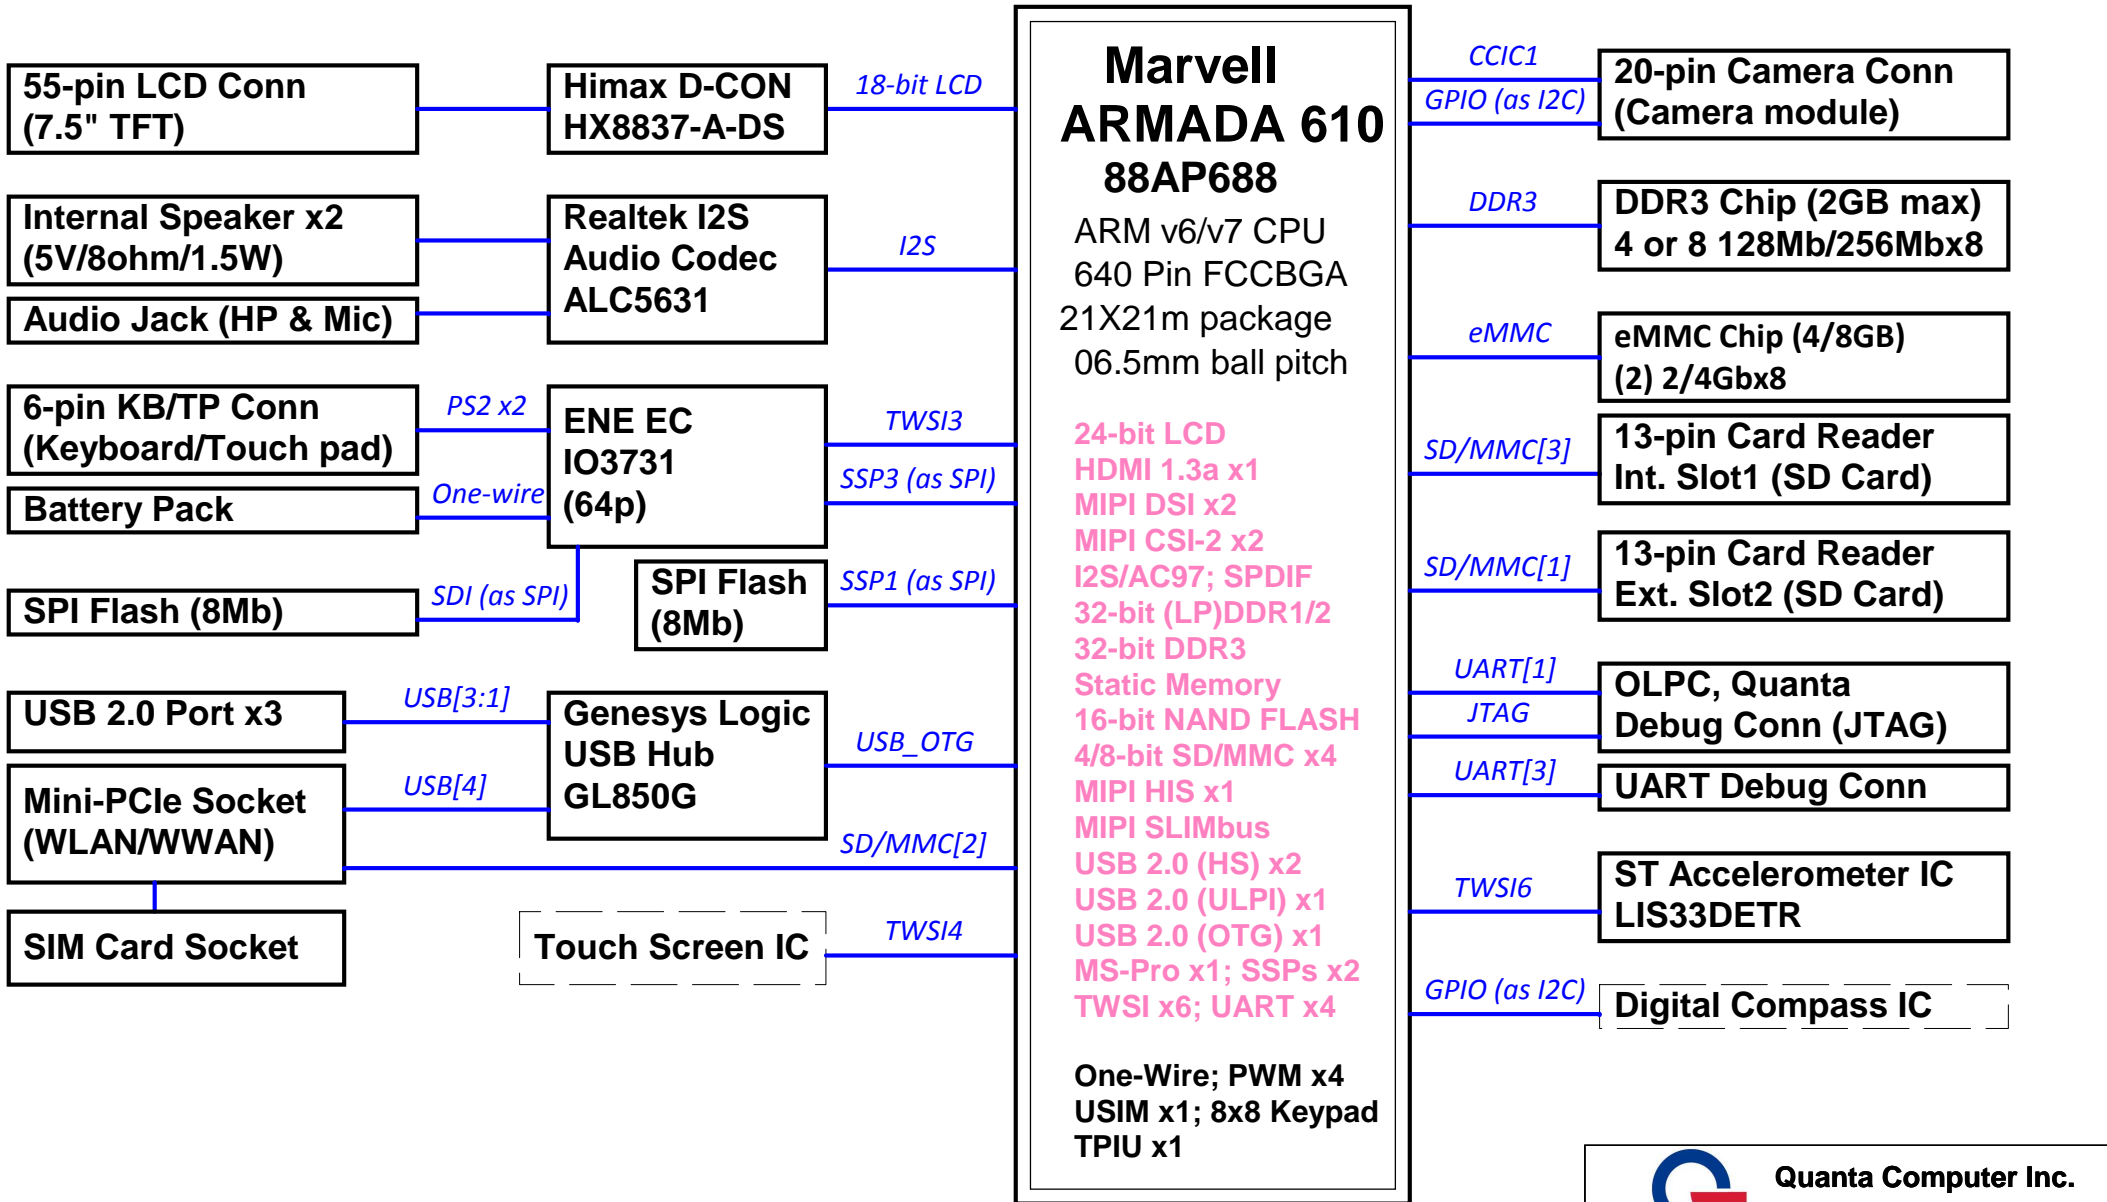 55-pin LCD Conn
(7.5" TFT)
Himax D-CON
HX8837-A-DS
18-bit LCD
Internal Speaker x2
(5V/8ohm/1.5W)
Audio Jack (HP & Mic)
Realtek I2S
Audio Codec
ALC5631
I2S
6-pin KB/TP Conn
(Keyboard/Touch pad)
PS2 x2
Battery Pack
One-wire
ENE EC
IO3731
(64p)
TWSI3
SSP3 (as SPI)
SPI Flash (8Mb)
SDI (as SPI)
SPI Flash
(8Mb)
SSP1 (as SPI)
USB 2.0 Port x3
USB[3:1]
Genesys Logic
USB Hub
GL850G
USB_OTG
Mini-PCIe Socket
(WLAN/WWAN)
USB[4]
SD/MMC[2]
SIM Card Socket
Touch Screen IC
TWSI4
Marvell
ARMADA 610
88AP688
ARM v6/v7 CPU
640 Pin FCCBGA
21X21m package
06.5mm ball pitch
24-bit LCD
HDMI 1.3a x1
MIPI DSI x2
MIPI CSI-2 x2
I2S/AC97; SPDIF
32-bit (LP)DDR1/2
32-bit DDR3
Static Memory
16-bit NAND FLASH
4/8-bit SD/MMC x4
MIPI HIS x1
MIPI SLIMbus
USB 2.0 (HS) x2
USB 2.0 (ULPI) x1
USB 2.0 (OTG) x1
MS-Pro x1; SSPs x2
TWSI x6; UART x4
One-Wire; PWM x4
USIM x1; 8x8 Keypad
TPIU x1
CCIC1
GPIO (as I2C)
20-pin Camera Conn
(Camera module)
DDR3
DDR3 Chip (2GB max)
4 or 8 128Mb/256Mbx8
eMMC
eMMC Chip (4/8GB)
(2) 2/4Gbx8
SD/MMC[3]
13-pin Card Reader
Int. Slot1 (SD Card)
SD/MMC[1]
13-pin Card Reader
Ext. Slot2 (SD Card)
UART[1]
JTAG
OLPC, Quanta
Debug Conn (JTAG)
UART[3]
UART Debug Conn
TWSI6
ST Accelerometer IC
LIS33DETR
GPIO (as I2C)
Digital Compass IC
Quanta Computer Inc.